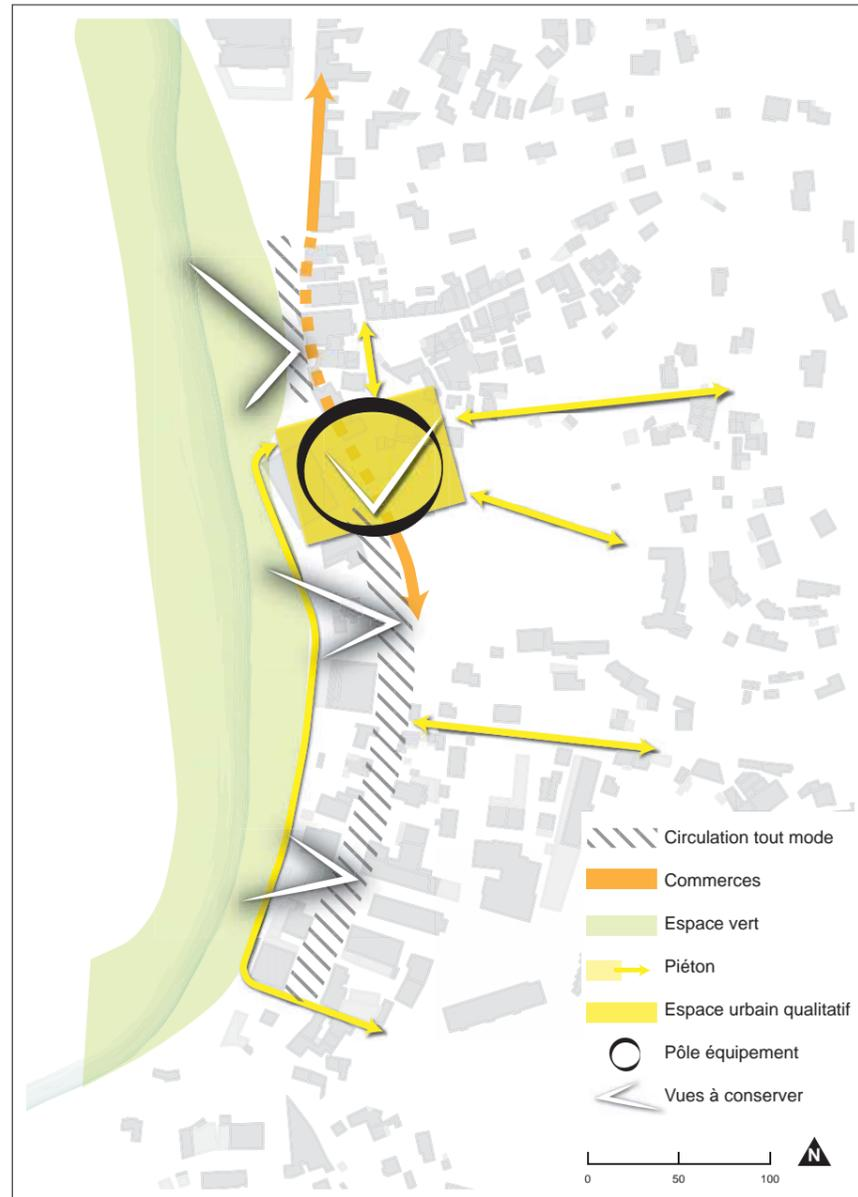 Circulation tout mode
Commerces
Espace vert
Piéton
Espace urbain qualitatif
Pôle équipement
Vues à conserver
N
0 50 100